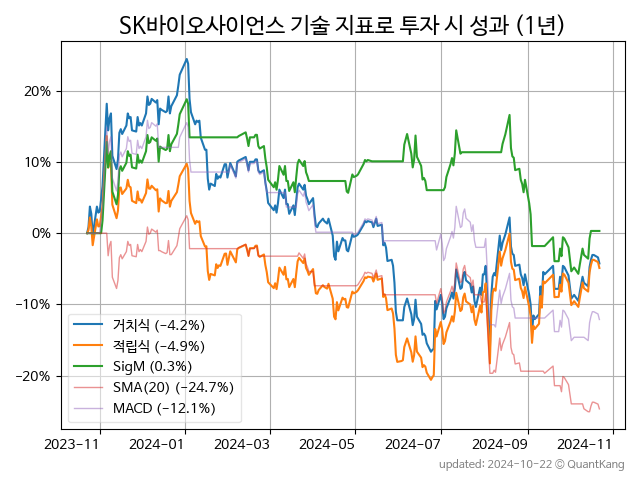 SK바이오사이언스 기술 지표로 투자 시 성과 (1년)
20%
10%
0%
−10%
−20%
거치식 (−4.2%)
적립식 (−4.9%)
SigM (0.3%)
SMA(20) (−24.7%)
MACD (−12.1%)
2023-11
2024-01
2024-03
2024-05
2024-07
2024-09
2024-11
updated: 2024-10-22 © QuantKang